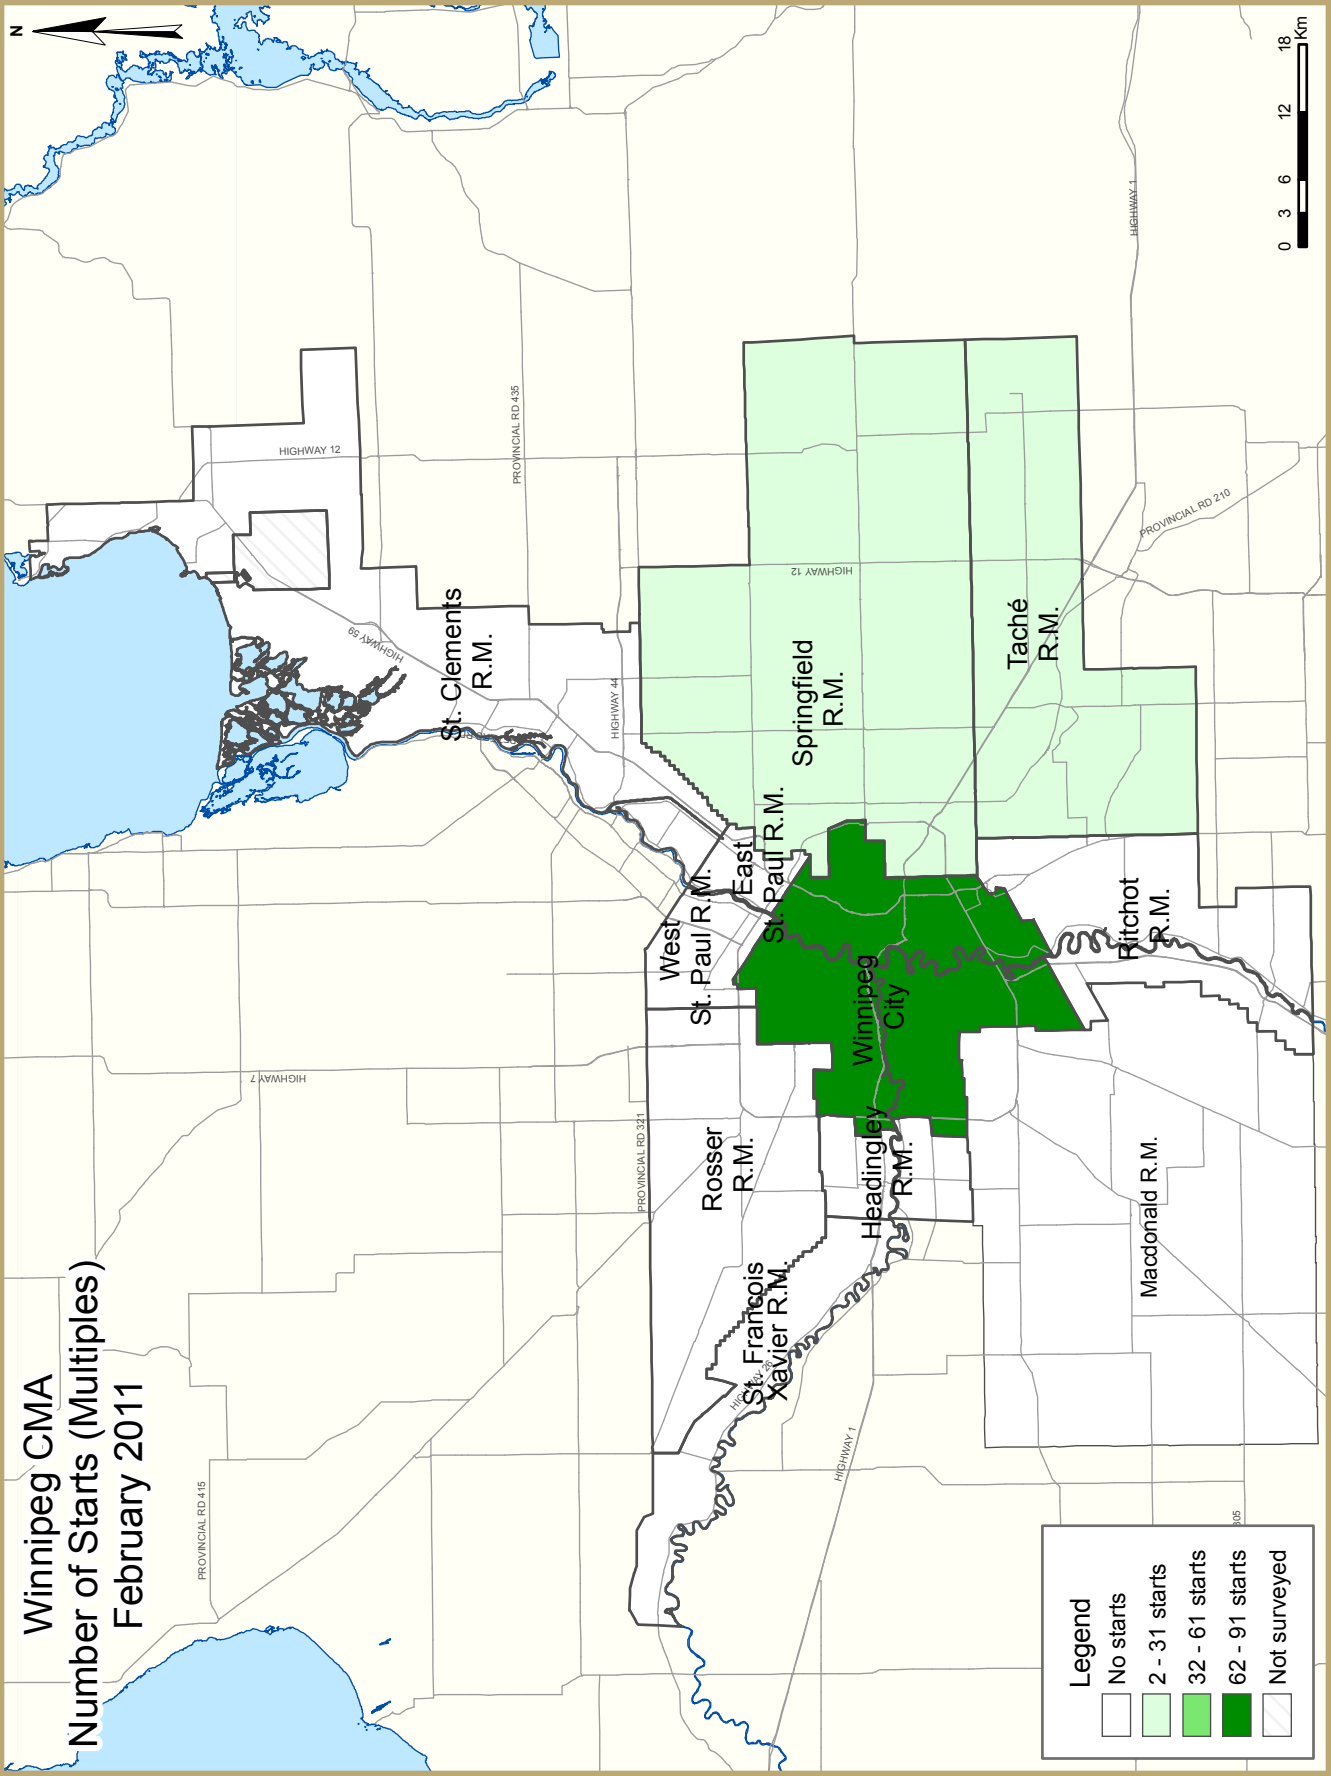 Winnipeg CMA
Number of Starts (Multiples)
February 2011
N
HIGHWAY 12
PROVINCIAL RD 435
HIGHWAY 59
St. Clements
R.M.
HIGHWAY 44
HIGHWAY 7
PROVINCIAL RD 415
PROVINCIAL RD 321
West
St. Paul R.M.
East
St. Paul R.M.
Rosser
R.M.
St. Francois
Xavier R.M.
HIGHWAY 26
Springfield
R.M.
HIGHWAY 12
Winnipeg
City
Headingley
R.M.
HIGHWAY 1
Taché
R.M.
HIGHWAY 1
PROVINCIAL RD 210
Ritchot
R.M.
Macdonald R.M.
305
Legend
No starts
2 - 31 starts
32 - 61 starts
62 - 91 starts
Not surveyed
0 3 6 12 18
Km